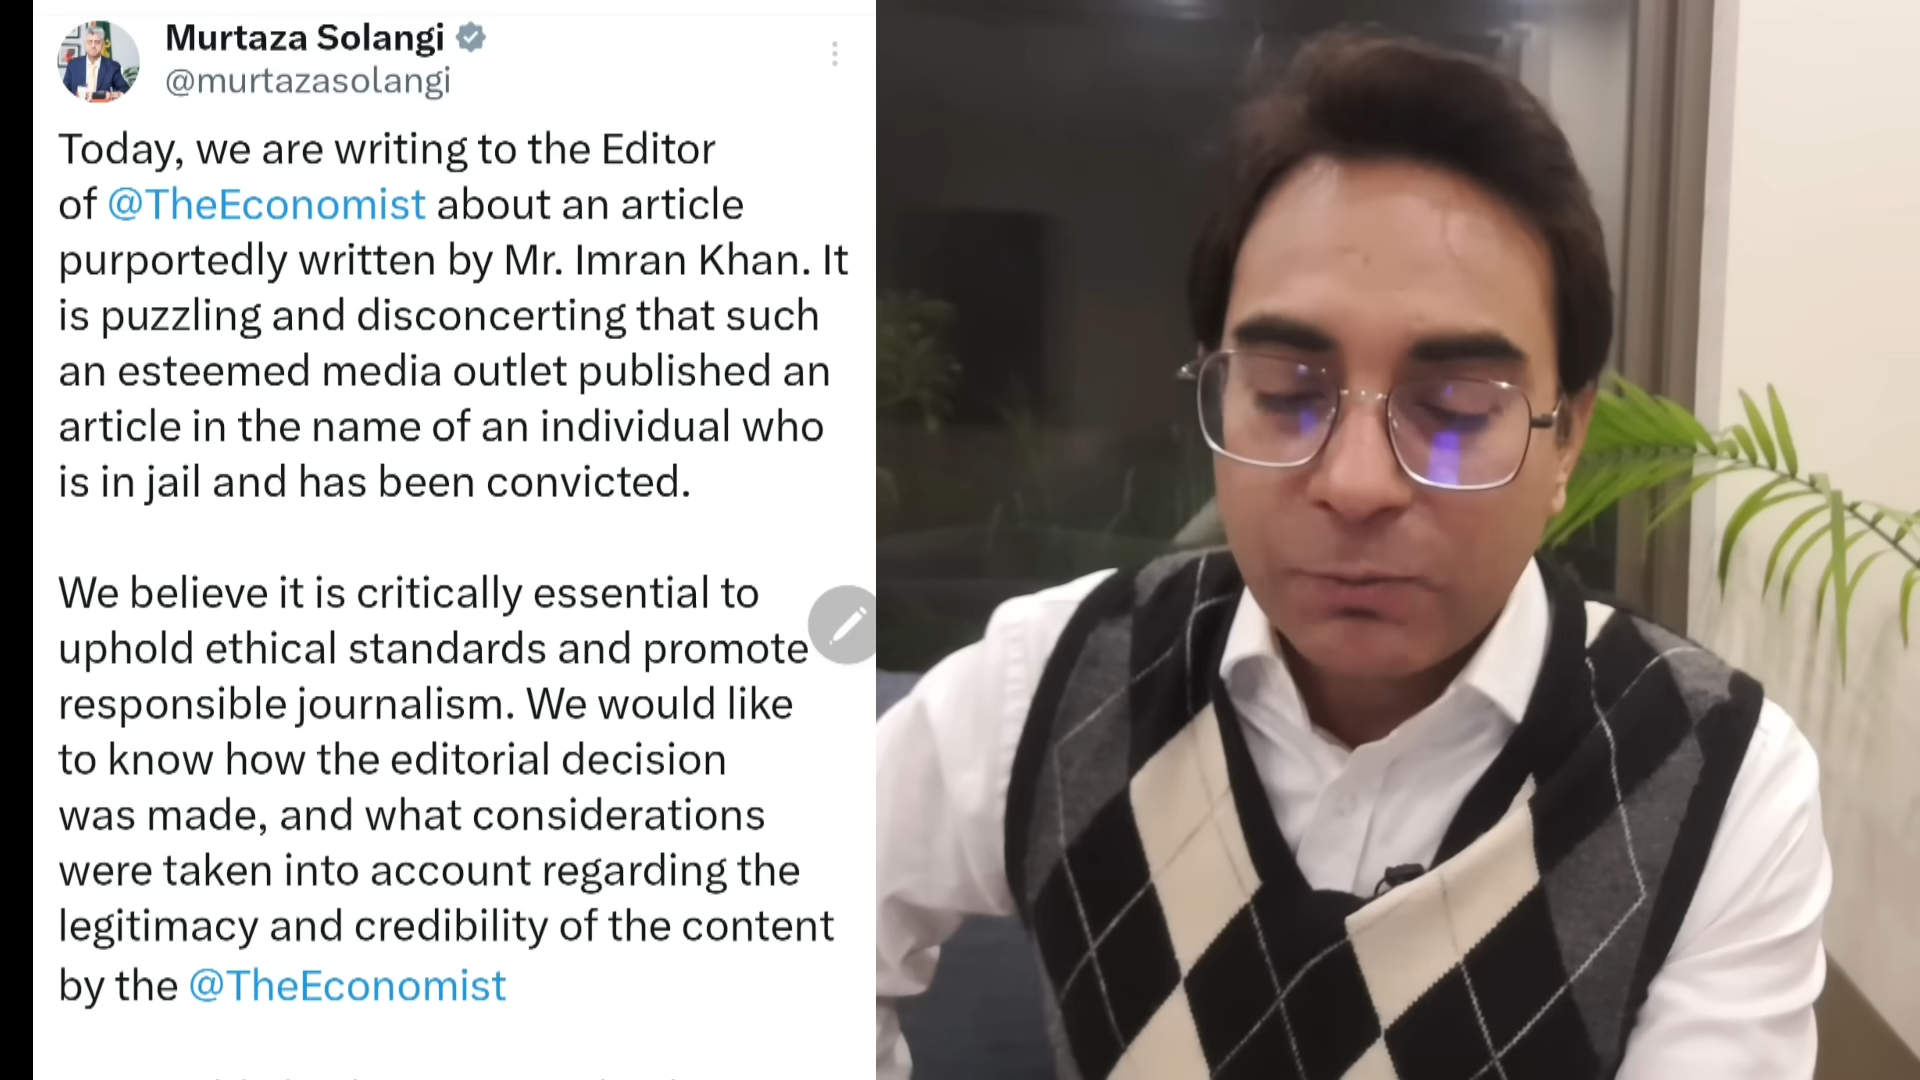 Murtaza Solangi
@murtazasolangi
Today, we are writing to the Editor
of @TheEconomist about an article
purportedly written by Mr. Imran Khan. It
is puzzling and disconcerting that such
an esteemed media outlet published an
article in the name of an individual who
is in jail and has been convicted.
We believe it is critically essential to
uphold ethical standards and promote
responsible journalism. We would like
to know how the editorial decision
was made, and what considerations
were taken into account regarding the
legitimacy and credibility of the content
by the @TheEconomist